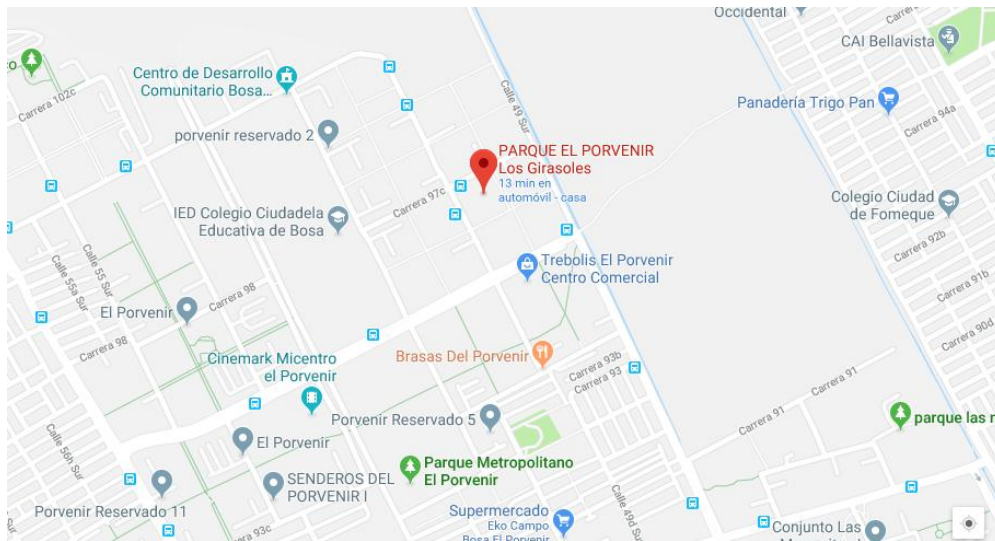 Occidental
CAI Bellavista
Centro de Desarrollo
Comunitario Bosa...
Carrera 102c
Calle 49 Sur
Panadería Trigo Pan
Carrera 94a
porvenir reservado 2
PARQUE EL PORVENIR
Los Girasoles
13 min en
automóvil - casa
Carrera 97c
IED Colegio Ciudadela
Educativa de Bosa
Colegio Ciudad
de Fomeque
Carrera 92b
Calle 55 Sur
Calle 55a Sur
Trebolis El Porvenir
Centro Comercial
Carrera 91b
Carrera 98
El Porvenir
Carrera 98
Carrera 90d
Cinemark Micentro
el Porvenir
Brasas Del Porvenir
Carrera 93b
Carrera 93
Carrera 91
Carrera 91
Porvenir Reservado 5
parque las
El Porvenir
Calle 56h Sur
Parque Metropolitano
El Porvenir
SENDEROS DEL
PORVENIR I
Porvenir Reservado 11
Carrera 93c
Calle 49d Sur
Supermercado
Eko Campo
Bosa El Porvenir
Conjunto Las